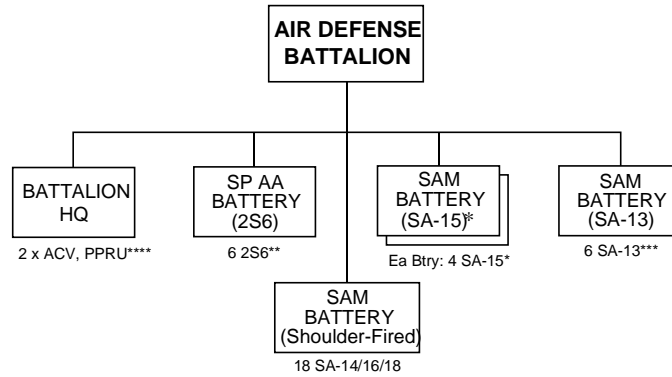 AIR DEFENSE
BATTALION
BATTALION
HQ
2 x ACV, PPRU****
SP AA
BATTERY
(2S6)
6 2S6**
SAM
BATTERY
(SA-15)*
Ea Btry: 4 SA-15*
SAM
BATTERY
(SA-13)
6 SA-13***
SAM
BATTERY
(Shoulder-Fired)
18 SA-14/16/18